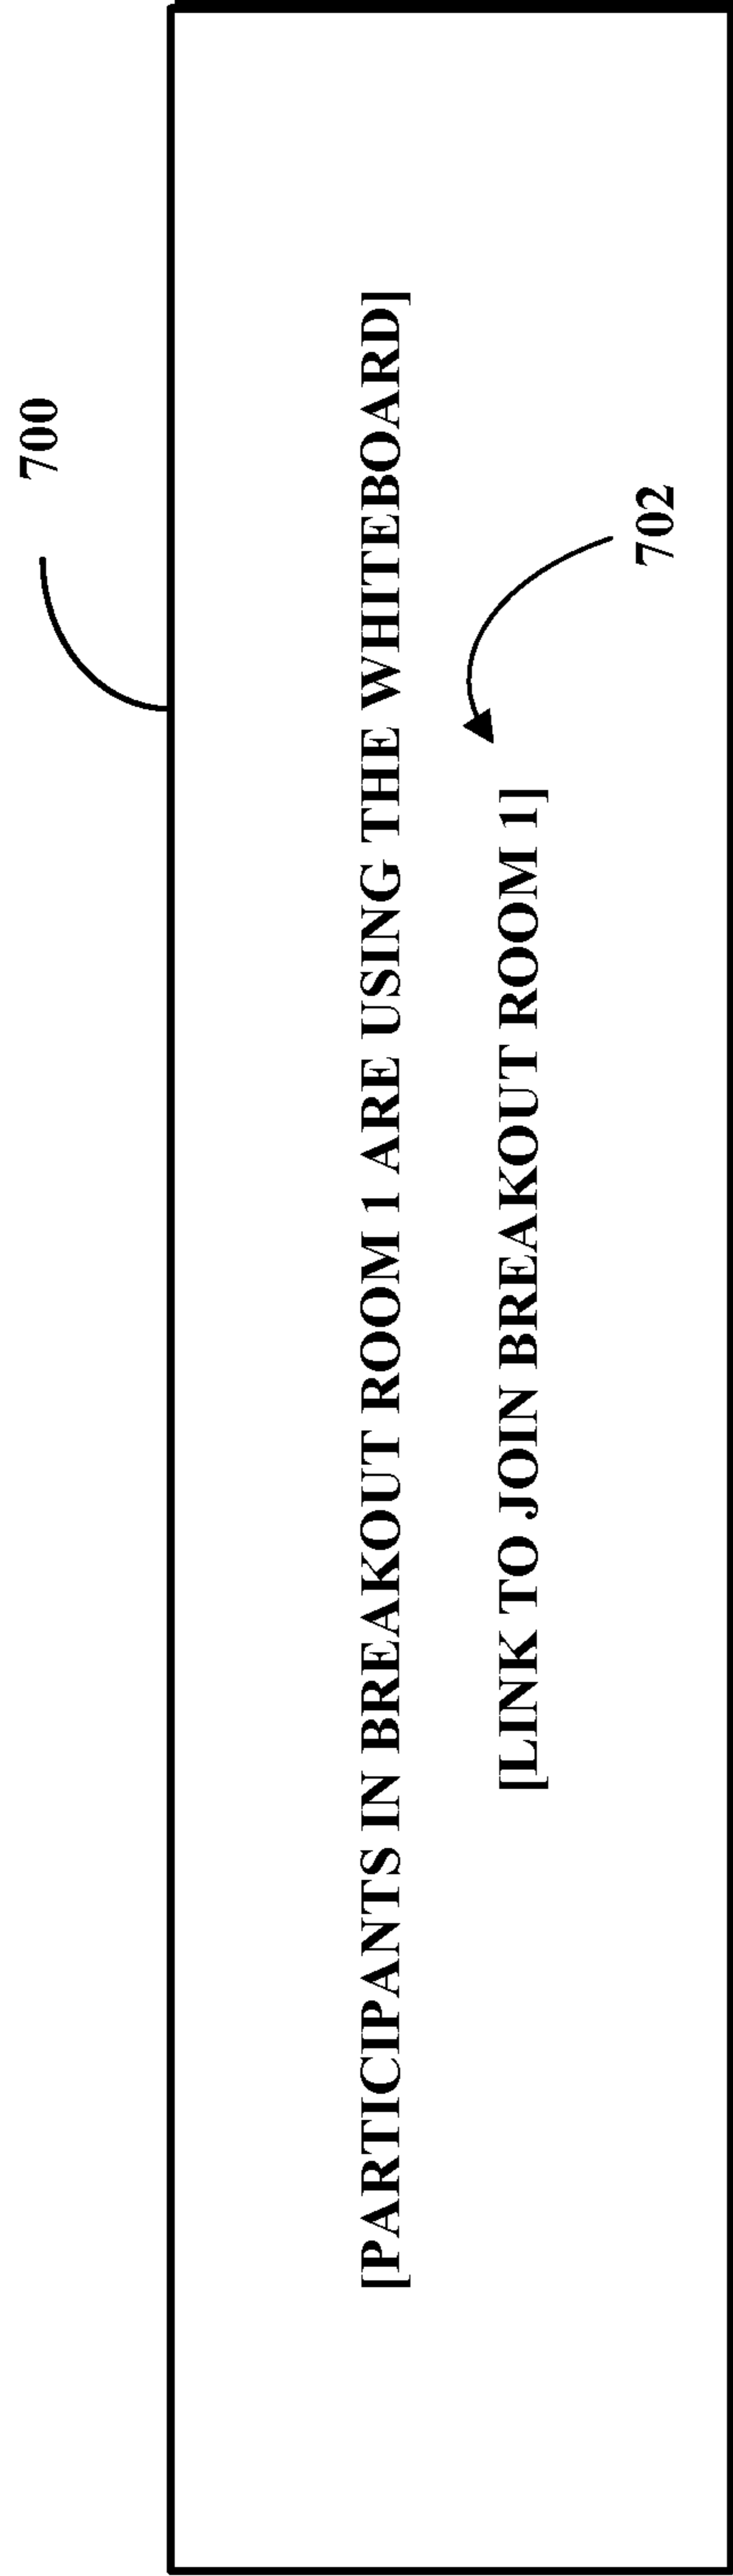 700
[PARTICIPANTS IN BREAKOUT ROOM 1 ARE USING THE WHITEBOARD]
[LINK TO JOIN BREAKOUT ROOM 1]
702